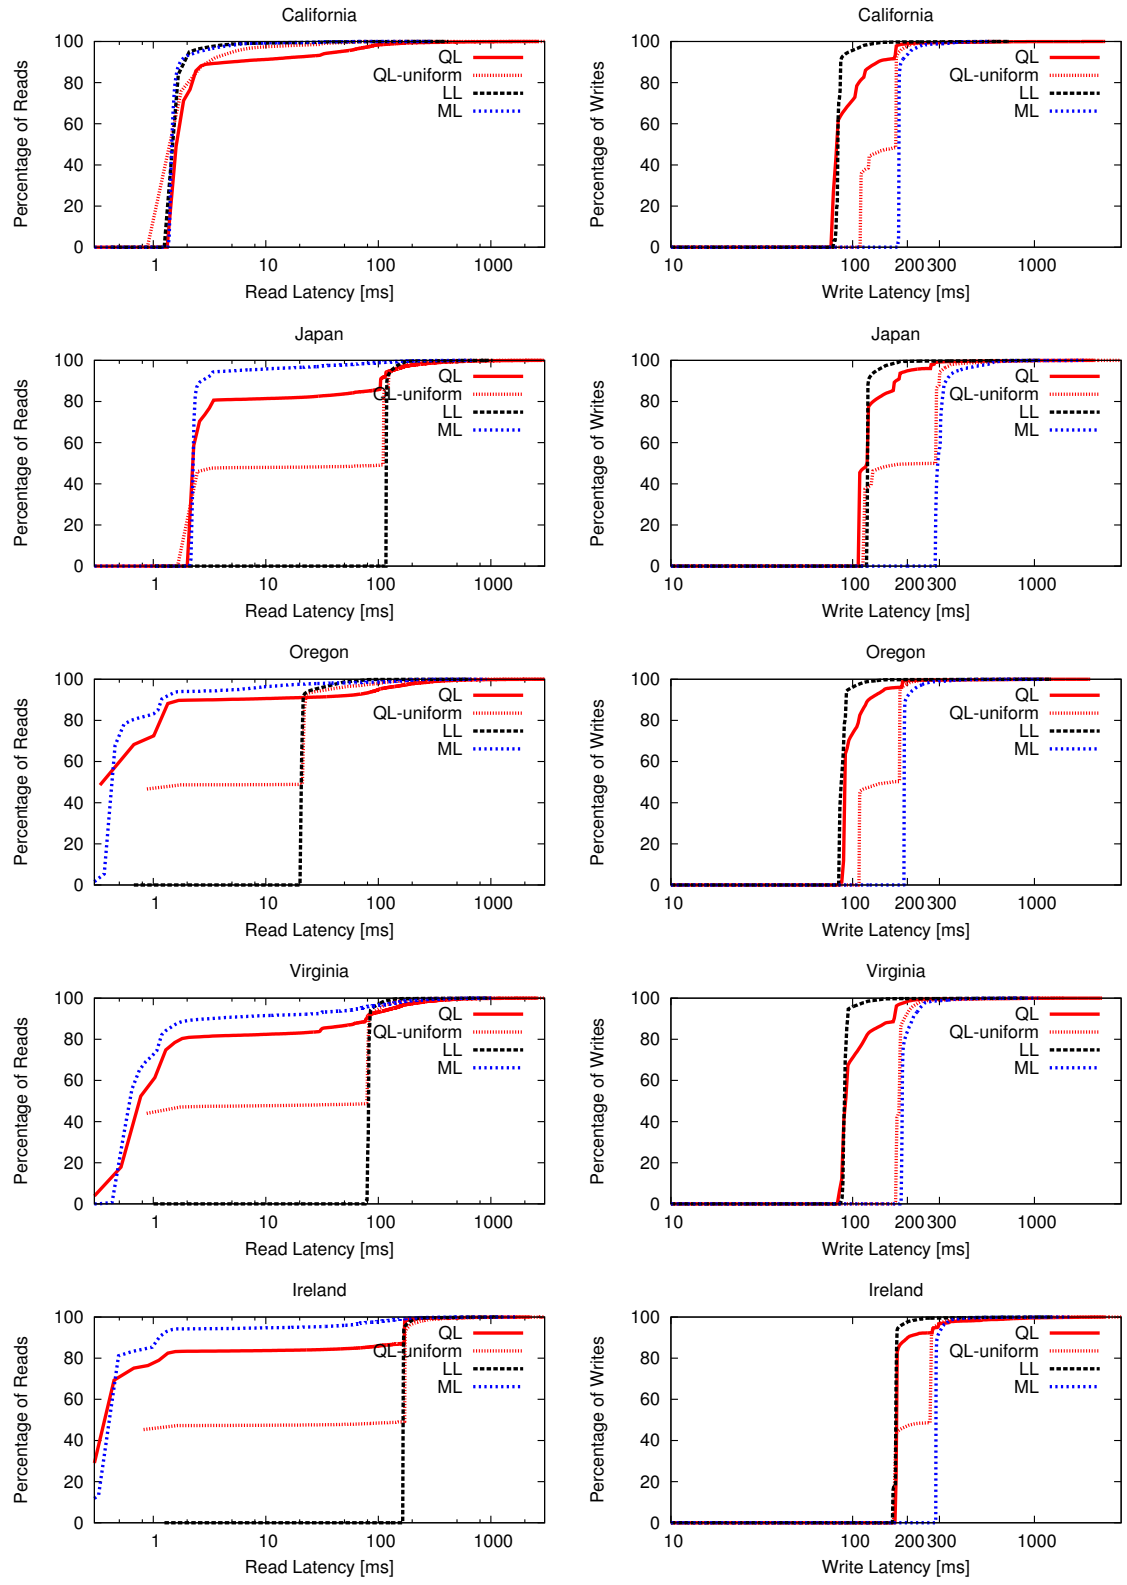 California
Percentage of Reads
100
80
60
40
20
0
QL
QL-uniform
LL
ML
1 10 100 1000
Read Latency [ms]
California
Percentage of Writes
100
80
60
40
20
0
QL
QL-uniform
LL
ML
10 100 200 300 1000
Write Latency [ms]
Japan
Percentage of Reads
100
80
60
40
20
0
QL
QL-uniform
LL
ML
1 10 100 1000
Read Latency [ms]
Japan
Percentage of Writes
100
80
60
40
20
0
QL
QL-uniform
LL
ML
10 100 200 300 1000
Write Latency [ms]
Oregon
Percentage of Reads
100
80
60
40
20
0
QL
QL-uniform
LL
ML
1 10 100 1000
Read Latency [ms]
Oregon
Percentage of Writes
100
80
60
40
20
0
QL
QL-uniform
LL
ML
10 100 200 300 1000
Write Latency [ms]
Virginia
Percentage of Reads
100
80
60
40
20
0
QL
QL-uniform
LL
ML
1 10 100 1000
Read Latency [ms]
Virginia
Percentage of Writes
100
80
60
40
20
0
QL
QL-uniform
LL
ML
10 100 200 300 1000
Write Latency [ms]
Ireland
Percentage of Reads
100
80
60
40
20
0
QL
QL-uniform
LL
ML
1 10 100 1000
Read Latency [ms]
Ireland
Percentage of Writes
100
80
60
40
20
0
QL
QL-uniform
LL
ML
10 100 200 300 1000
Write Latency [ms]